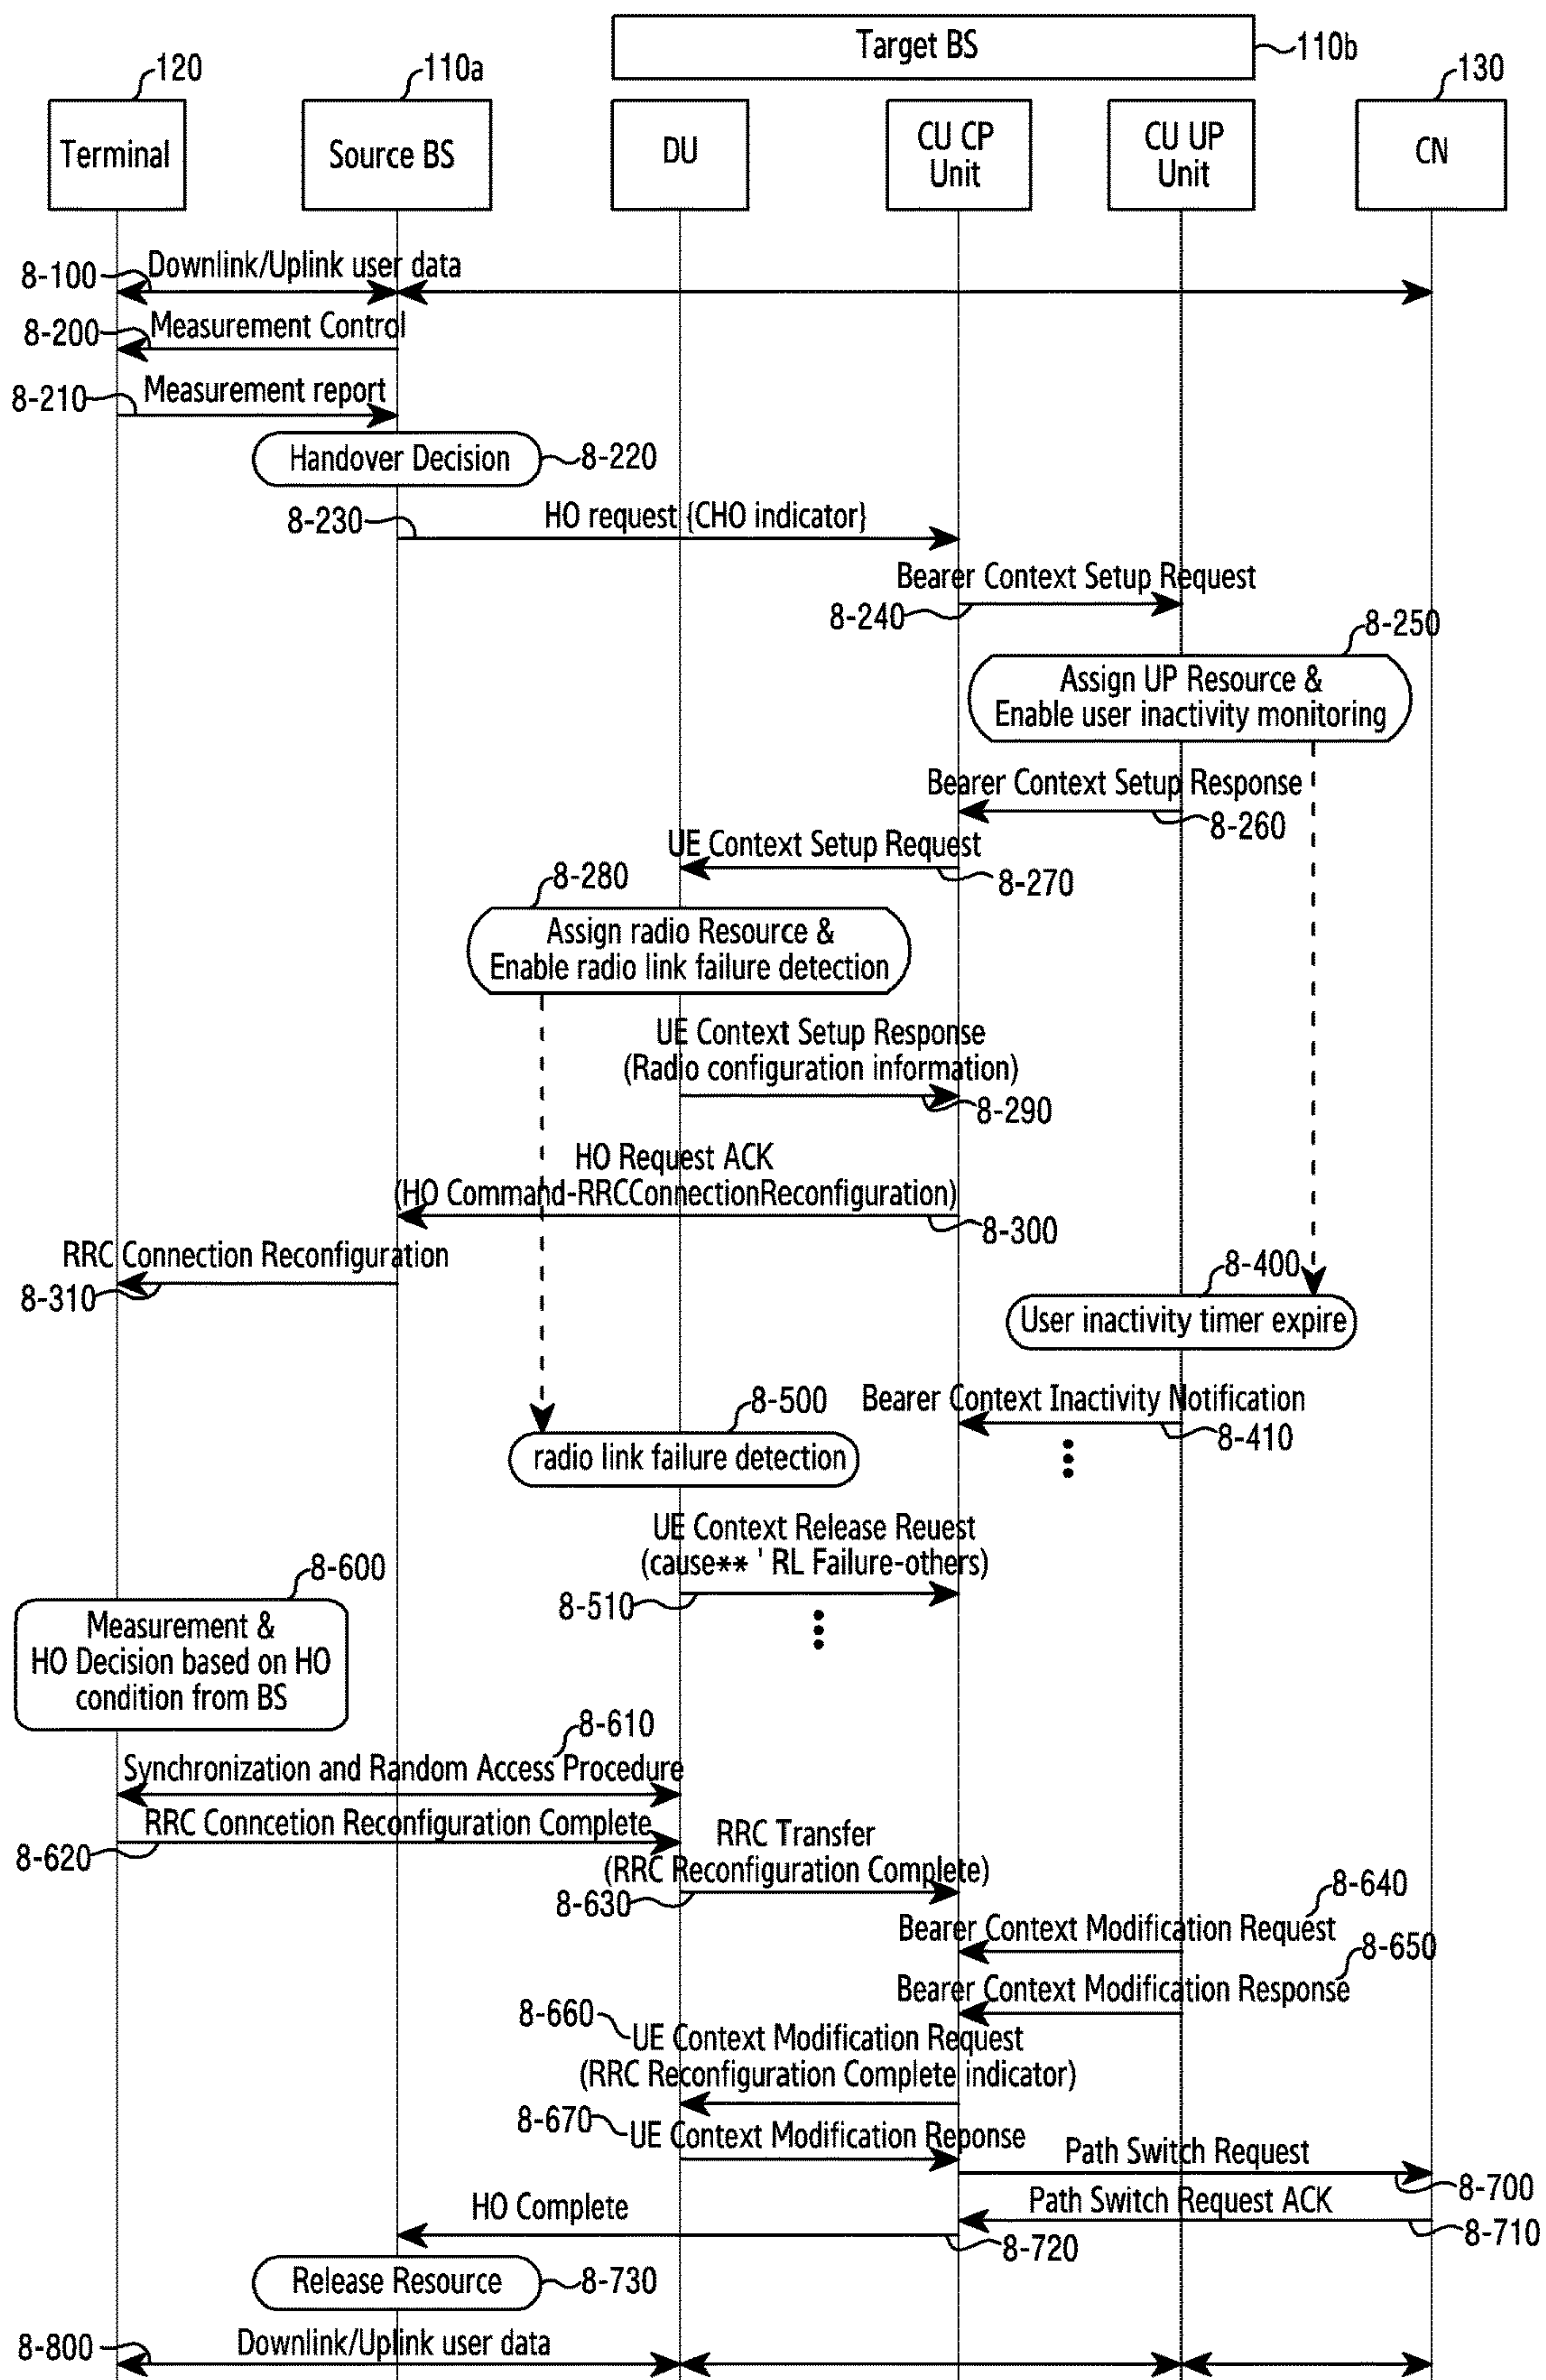 Target BS
110b
120
110a
130
Terminal
Source BS
DU
CU CP
Unit
CU UP
Unit
CN
Downlink/Uplink user data
8-100
Measurement Control
8-200
Measurement report
8-210
Handover Decision
8-220
HO request {CHO indicator}
8-230
Bearer Context Setup Request
8-240
8-250
Assign UP Resource &
Enable user inactivity monitoring
Bearer Context Setup Response
8-260
UE Context Setup Request
8-270
8-280
Assign radio Resource &
Enable radio link failure detection
UE Context Setup Response
(Radio configuration information)
8-290
HO Request ACK
(HO Command-RRCConnectionReconfiguration)
8-300
RRC Connection Reconfiguration
8-310
8-400
User inactivity timer expire
Bearer Context Inactivity Notification
8-410
8-500
radio link failure detection
UE Context Release Reuest
(cause** ' RL Failure-others)
8-510
8-600
Measurement &
HO Decision based on HO
condition from BS
8-610
Synchronization and Random Access Procedure
RRC Conncetion Reconfiguration Complete
8-620
RRC Transfer
(RRC Reconfiguration Complete)
8-630
8-640
Bearer Context Modification Request
8-650
Bearer Context Modification Response
8-660
UE Context Modification Request
(RRC Reconfiguration Complete indicator)
8-670
UE Context Modification Reponse
Path Switch Request
8-700
Path Switch Request ACK
8-710
HO Complete
8-720
Release Resource
8-730
Downlink/Uplink user data
8-800